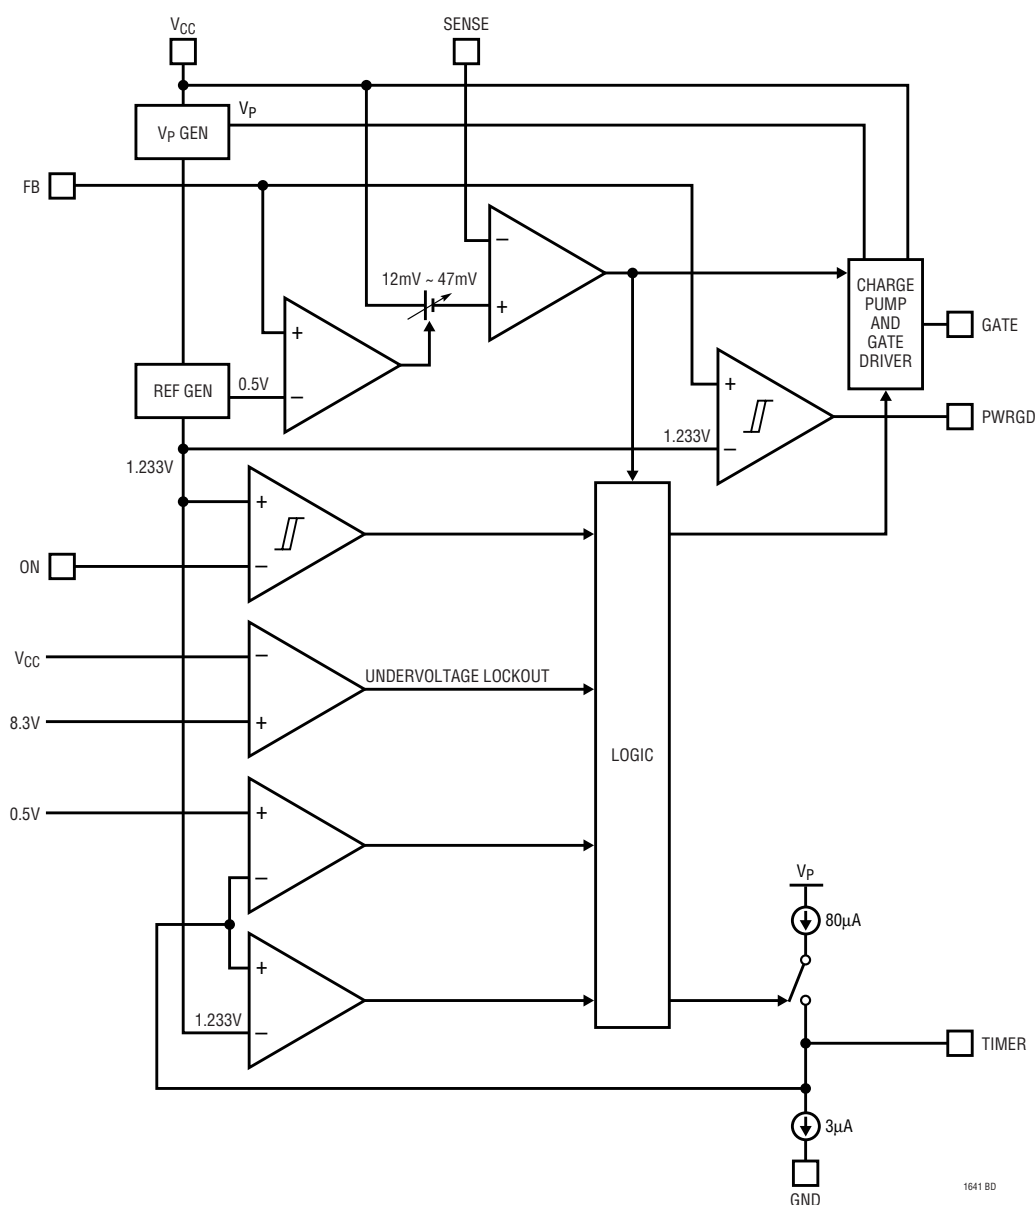 VCC
SENSE
VP
VP GEN
FB
12mV ~ 47mV
−
+
CHARGE
PUMP
AND
GATE
DRIVER
GATE
+
−
REF GEN
0.5V
+
1.233V
−
PWRGD
1.233V
+
−
ON
VCC
−
UNDERVOLTAGE LOCKOUT
8.3V
+
LOGIC
0.5V
+
−
VP
80µA
+
1.233V
−
TIMER
3µA
GND
1641 BD